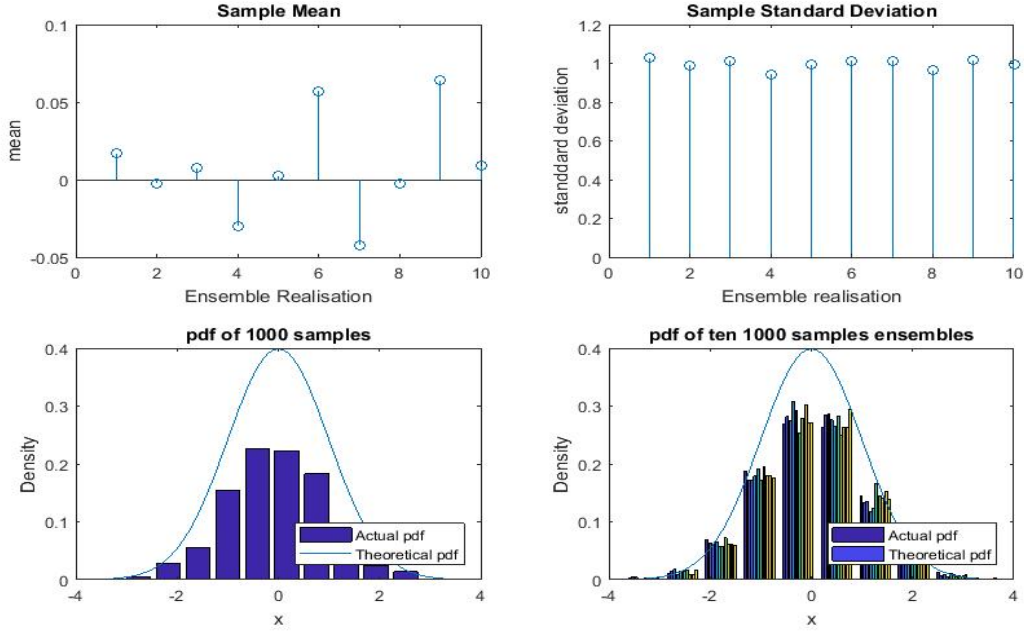 Sample Mean
0.1
0.05
0
-0.05
mean
0 2 4 6 8 10
Ensemble Realisation
Sample Standard Deviation
1.2
1
0.8
0.6
0.4
0.2
0
standdard deviation
0 2 4 6 8 10
Ensemble realisation
pdf of 1000 samples
0.4
0.3
0.2
0.1
0
Density
Actual pdf
Theoretical pdf
-4 -2 0 2 4
x
pdf of ten 1000 samples ensembles
0.4
0.3
0.2
0.1
0
Density
Actual pdf
Theoretical pdf
-4 -2 0 2 4
x